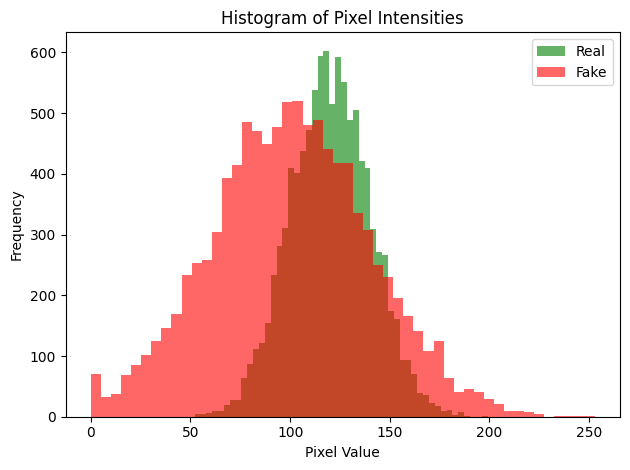 Histogram of Pixel Intensities
Real
Fake
600
500
400
300
200
100
0
Frequency
0 50 100 150 200 250
Pixel Value